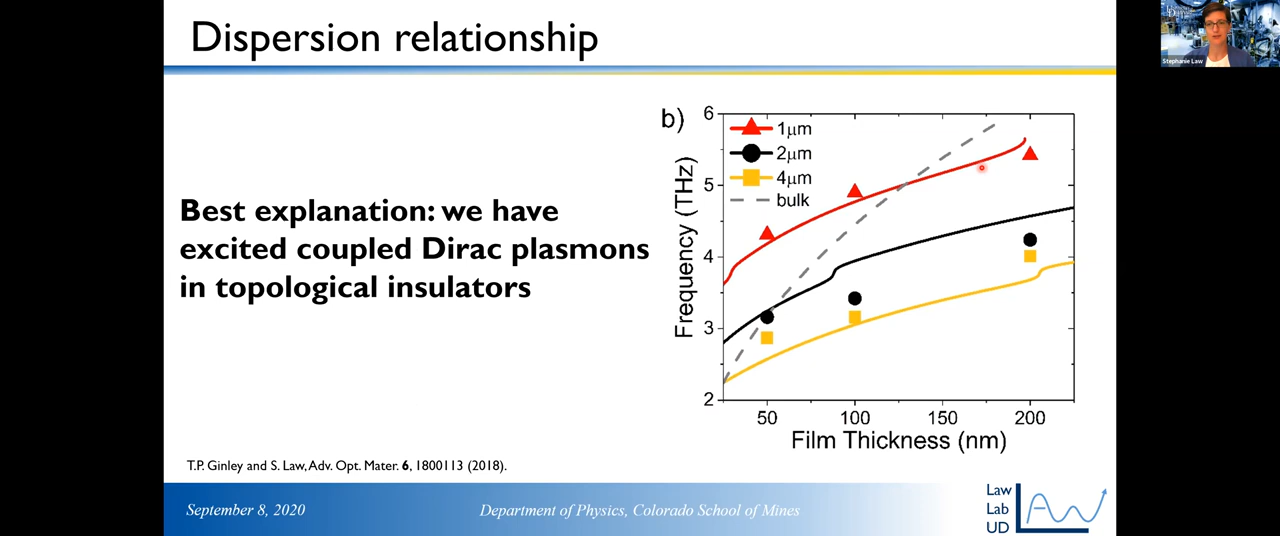 Dispersion relationship
Stephanie Law
Best explanation: we have
excited coupled Dirac plasmons
in topological insulators
b)
1μm
2μm
4μm
bulk
Frequency (THz)
6
5
4
3
2
50 100 150 200
Film Thickness (nm)
T.P. Ginley and S. Law, Adv. Opt. Mater. 6, 1800113 (2018).
September 8, 2020
Department of Physics, Colorado School of Mines
Law
Lab
UD